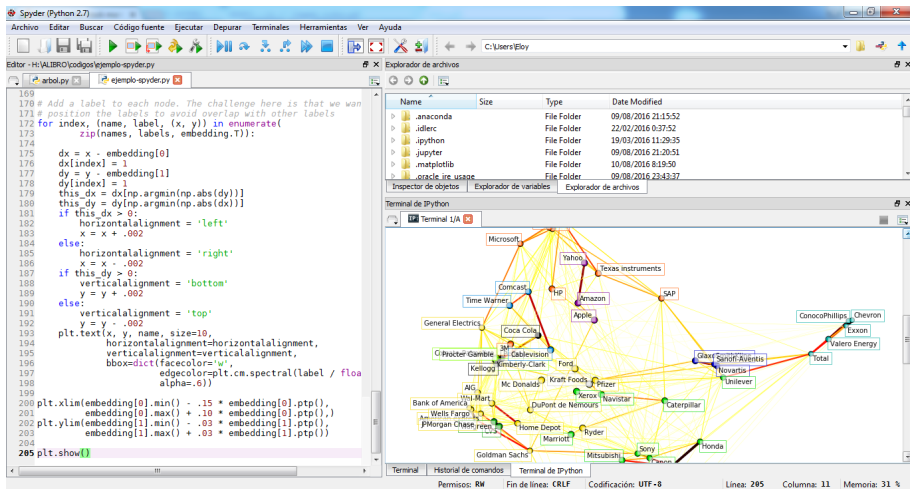 Spyder (Python 2.7)
Archivo Editar Buscar Código fuente Ejecutar Depurar Terminales Herramientas Ver Ayuda
C:\Users\Eloy
Editor - H:\ALIBRO\codigos\ejemplo-spyder.py
arbol.py
ejemplo-spyder.py
169
170 # Add a label to each node. The challenge here is that we wan
171 # position the labels to avoid overlap with other labels
172 for index, (name, label, (x, y)) in enumerate(
173 zip(names, labels, embedding.T)):
174
175 dx = x - embedding[0]
176 dx[index] = 1
177 dy = y - embedding[1]
178 dy[index] = 1
179 this_dx = dx[np.argmin(np.abs(dy))]
180 this_dy = dy[np.argmin(np.abs(dx))]
181 if this_dx > 0:
182 horizontalalignment = 'left'
183 x = x + .002
184 else:
185 horizontalalignment = 'right'
186 x = x - .002
187 if this_dy > 0:
188 verticalalignment = 'bottom'
189 y = y + .002
190 else:
191 verticalalignment = 'top'
192 y = y - .002
193 plt.text(x, y, name, size=10,
194 horizontalalignment=horizontalalignment,
195 verticalalignment=verticalalignment,
196 bbox=dict(facecolor='w',
197 edgecolor=plt.cm.spectral(label / floa
198 alpha=.6))
199
200 plt.xlim(embedding[0].min() - .15 * embedding[0].ptp(),
201 embedding[0].max() + .10 * embedding[0].ptp(),)
202 plt.ylim(embedding[1].min() - .03 * embedding[1].ptp(),
203 embedding[1].max() + .03 * embedding[1].ptp())
204
205 plt.show()
Explorador de archivos
Name Size Type Date Modified
.anaconda File Folder 09/08/2016 21:15:52
.idlerc File Folder 22/02/2016 0:37:52
.ipython File Folder 19/03/2016 11:29:35
.jupyter File Folder 09/08/2016 21:20:51
.matplotlib File Folder 10/08/2016 8:19:50
.oracle_jre_usage File Folder 09/08/2016 23:43:37
Inspector de objetos Explorador de variables Explorador de archivos
Terminal de IPython
IP: Terminal 1/A
Microsoft
Yahoo
Texas instruments
Comcast
HP
SAP
Time Warner
Amazon
Apple
ConocoPhillips
Chevron
General Electrics
Exxon
Coca Cola
Valero Energy
3M
Procter Gamble
Cablevision
Sanofi-Aventis
Total
Kimberly-Clark
Ford
Novartis
Kellogg
Unilever
Mc Donald
Kraft Foods
Pfizer
AIG
Xerox
Navistar
Wal-Mart
Bank of America
DuPont de Nemours
Caterpillar
Wells Fargo
JPMorgan Chase
Home Depot
Ryder
Marriott
Sony
Honda
Goldman Sachs
Mitsubishi
Canon
Terminal Historial de comandos Terminal de IPython
Permisos: RW Fin de línea: CRLF Codificación: UTF-8 Línea: 205 Columna: 11 Memoria: 31 %